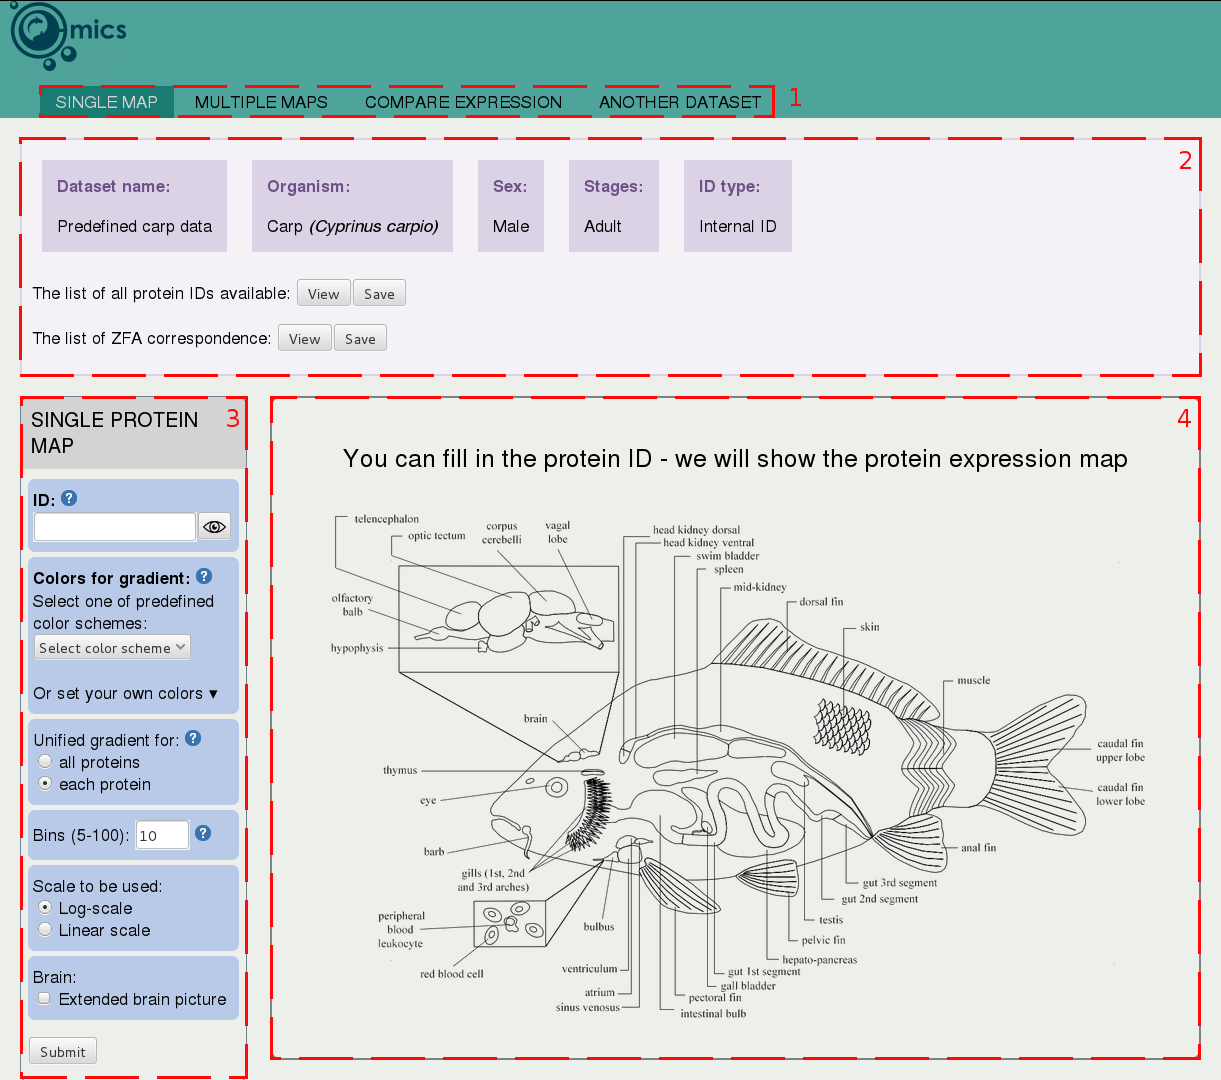 mics
SINGLE MAP MULTIPLE MAPS COMPARE EXPRESSION ANOTHER DATASET 1
2
Dataset name: Organism: Sex: Stages: ID type:
Predefined carp data Carp (Cyprinus carpio) Male Adult Internal ID
The list of all protein IDs available: View Save
The list of ZFA correspondence: View Save
SINGLE PROTEIN 3
MAP
ID: ?
Colors for gradient: ?
Select one of predefined
color schemes:
Select color scheme
Or set your own colors ▾
Unified gradient for: ?
all proteins
each protein
Bins (5-100): 10 ?
Scale to be used:
Log-scale
Linear scale
Brain:
Extended brain picture
Submit
4
You can fill in the protein ID - we will show the protein expression map
telencephalon
optic tectum
corpus
cerebelli
vagal
lobe
head kidney dorsal
head kidney ventral
swim bladder
spleen
mid-kidney
dorsal fin
skin
muscle
olfactory
balb
hypophysis
brain
thymus
eye
barb
gills (1st, 2nd
and 3rd arches)
caudal fin
upper lobe
caudal fin
lower lobe
anal fin
gut 3rd segment
gut 2nd segment
testis
pelvic fin
hepato-pancreas
gut 1st segment
gall bladder
pectoral fin
intestinal bulb
peripheral
blood
leukocyte
red blood cell
bulbus
ventriculum
atrium
sinus venosus